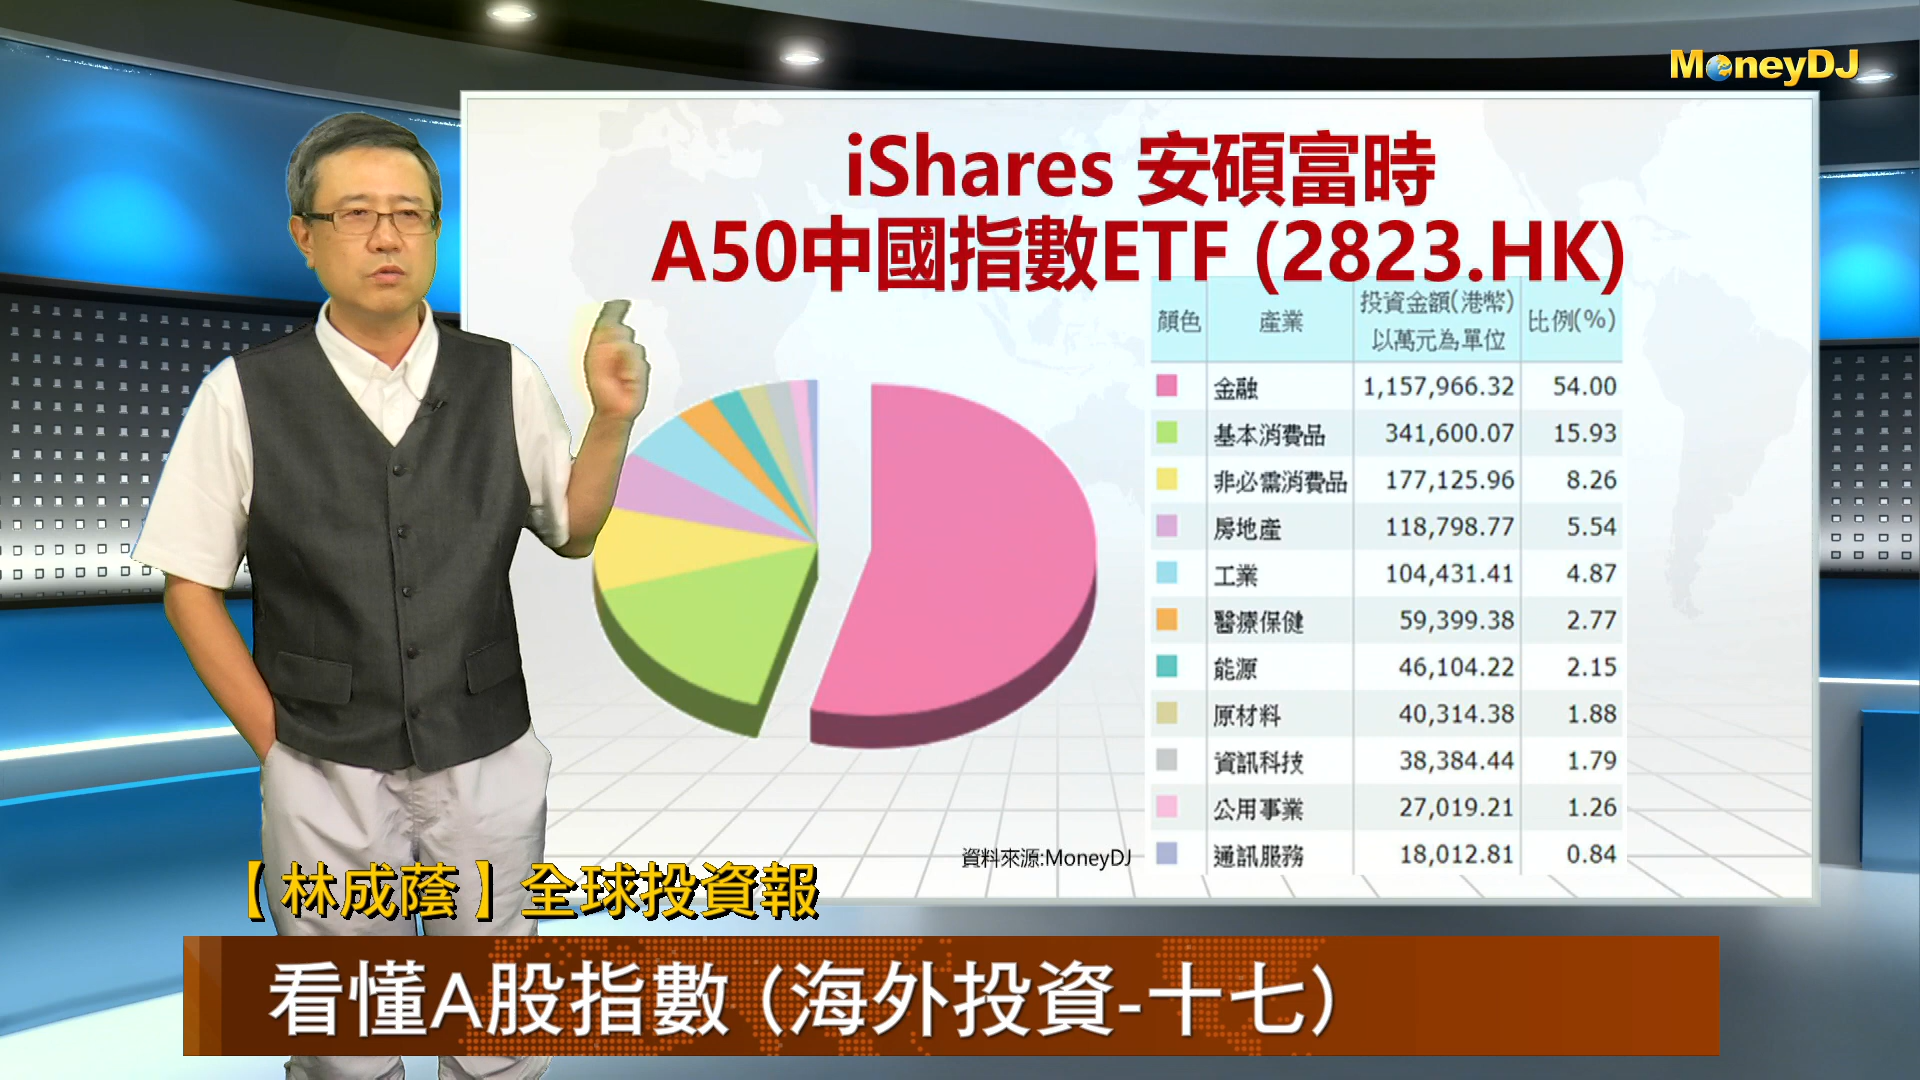 MoneyDJ
iShares 安碩富時
A50中國指數ETF (2823.HK)
顏色 產業 投資金額(港幣) 以萬元為單位 比例(%)
金融 1,157,966.32 54.00
基本消費品 341,600.07 15.93
非必需消費品 177,125.96 8.26
房地產 118,798.77 5.54
工業 104,431.41 4.87
醫療保健 59,399.38 2.77
能源 46,104.22 2.15
原材料 40,314.38 1.88
資訊科技 38,384.44 1.79
公用事業 27,019.21 1.26
通訊服務 18,012.81 0.84
資料來源:MoneyDJ
【林成蔭】全球投資報
看懂A股指數（海外投資-十七）